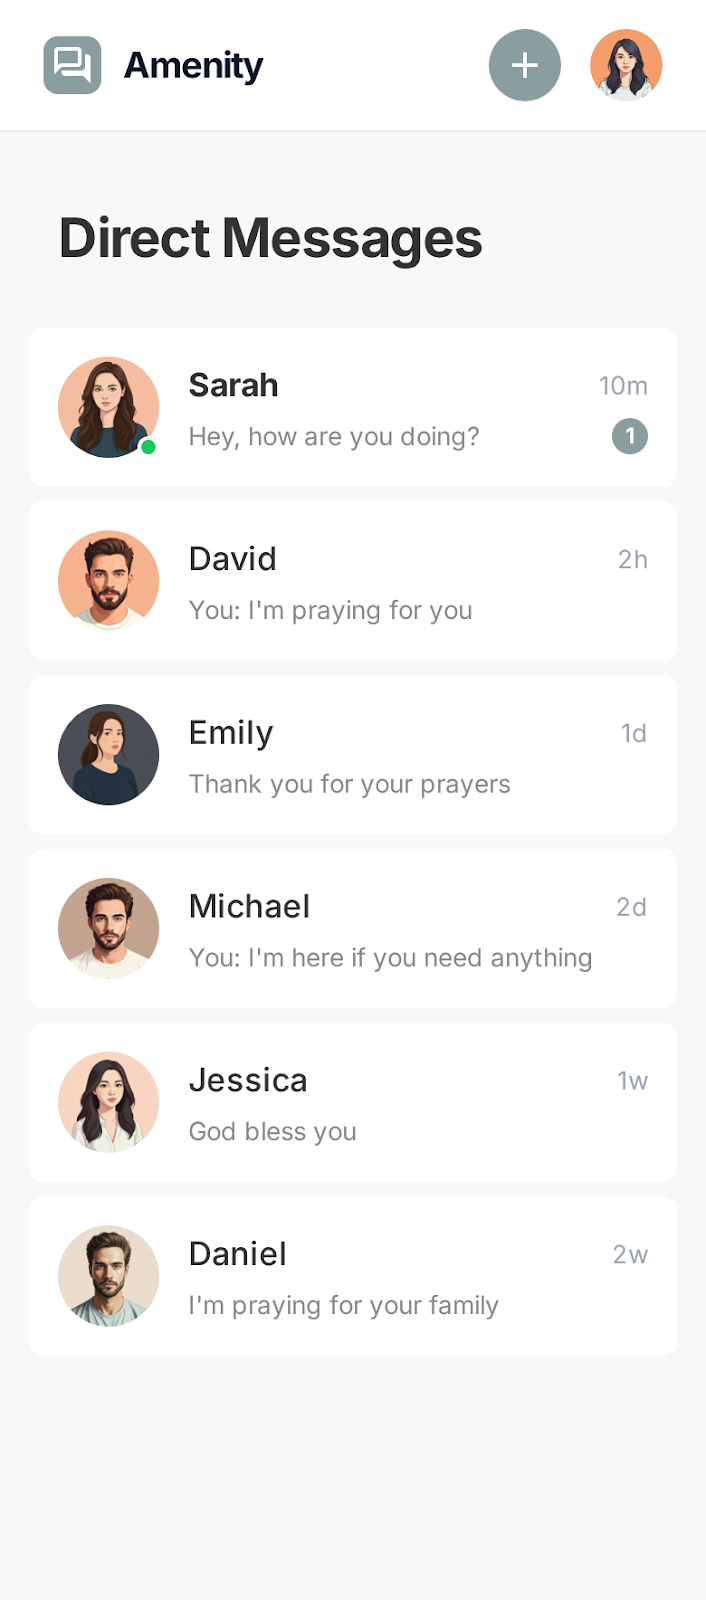 Amenity
Direct Messages
Sarah
10m
Hey, how are you doing?
1
David
2h
You: I'm praying for you
Emily
1d
Thank you for your prayers
Michael
2d
You: I'm here if you need anything
Jessica
1w
God bless you
Daniel
2w
I'm praying for your family